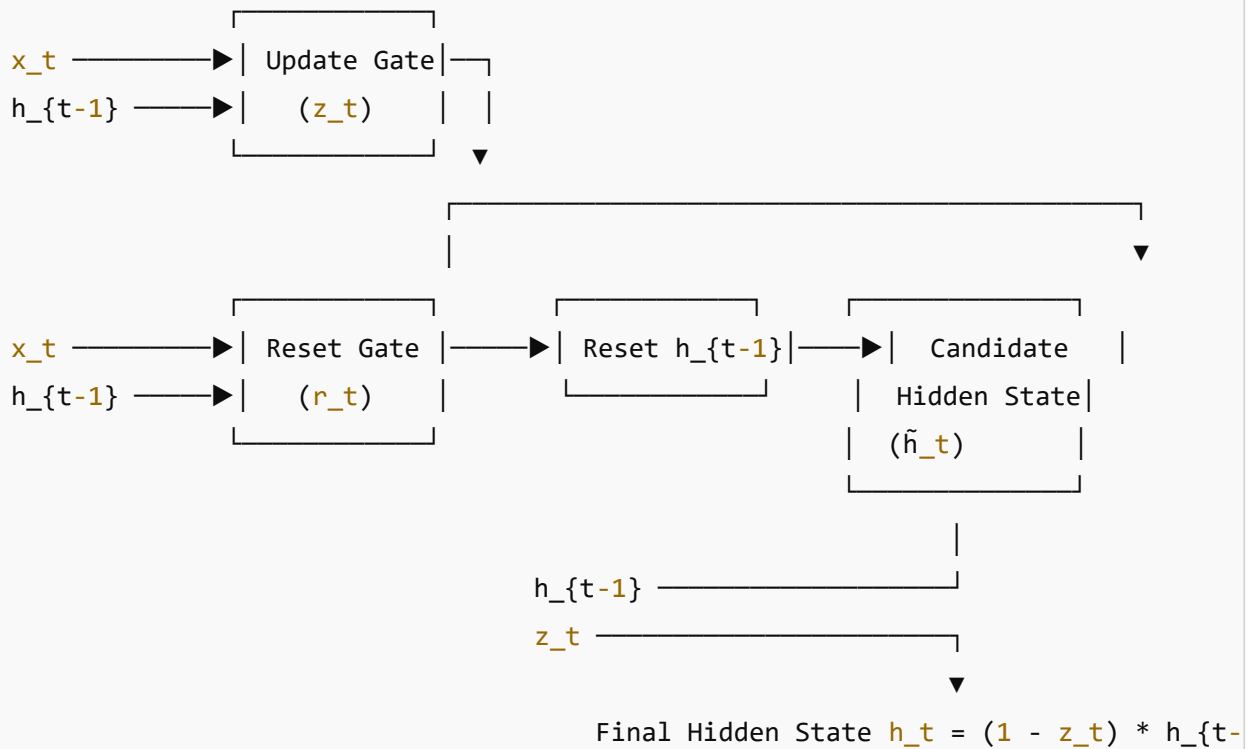 x_t Update Gate
h_{t-1} (z_t)
x_t Reset Gate Reset h_{t-1} Candidate
h_{t-1} (r_t) Hidden State
(h̃_t)
h_{t-1}
z_t
Final Hidden State h_t = (1 - z_t) * h_{t-